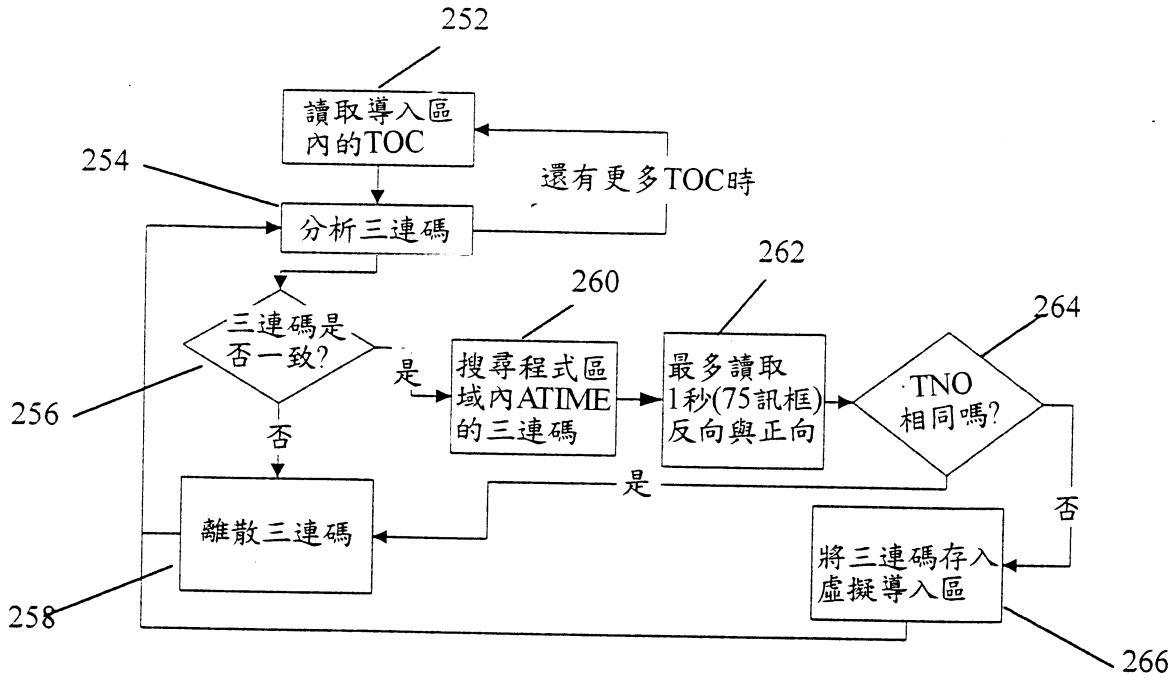 252
讀取導入區
內的TOC
254
還有更多TOC時
分析三連碼
262
260
264
三連碼是
否一致?
是
搜尋程式區
域內ATIME
的三連碼
最多讀取
1秒(75訊框)
反向與正向
TNO
相同嗎?
256
否
是
否
離散三連碼
將三連碼存入
虛擬導入區
258
266